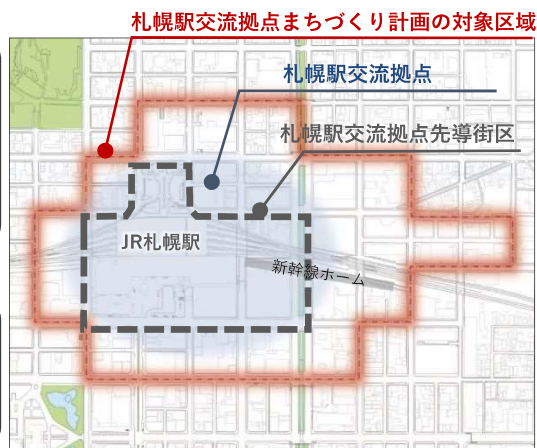 札幌駅交流拠点まちづくり計画の対象区域
札幌駅交流拠点
札幌駅交流拠点先導街区
JR札幌駅
新幹線ホーム